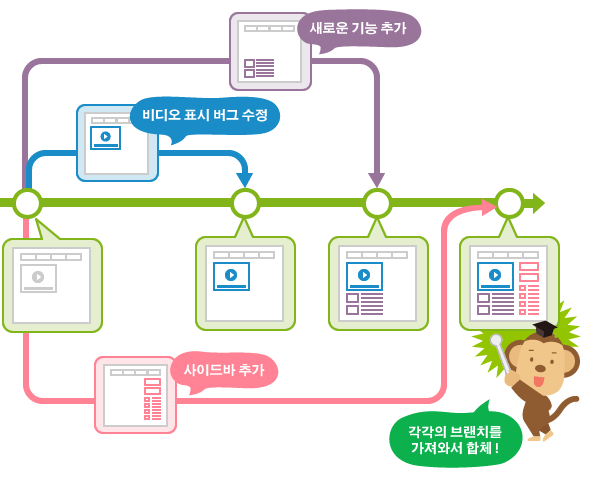 새로운 기능 추가
비디오 표시 버그 수정
사이드바 추가
각각의 브랜치를
가져와서 합체!